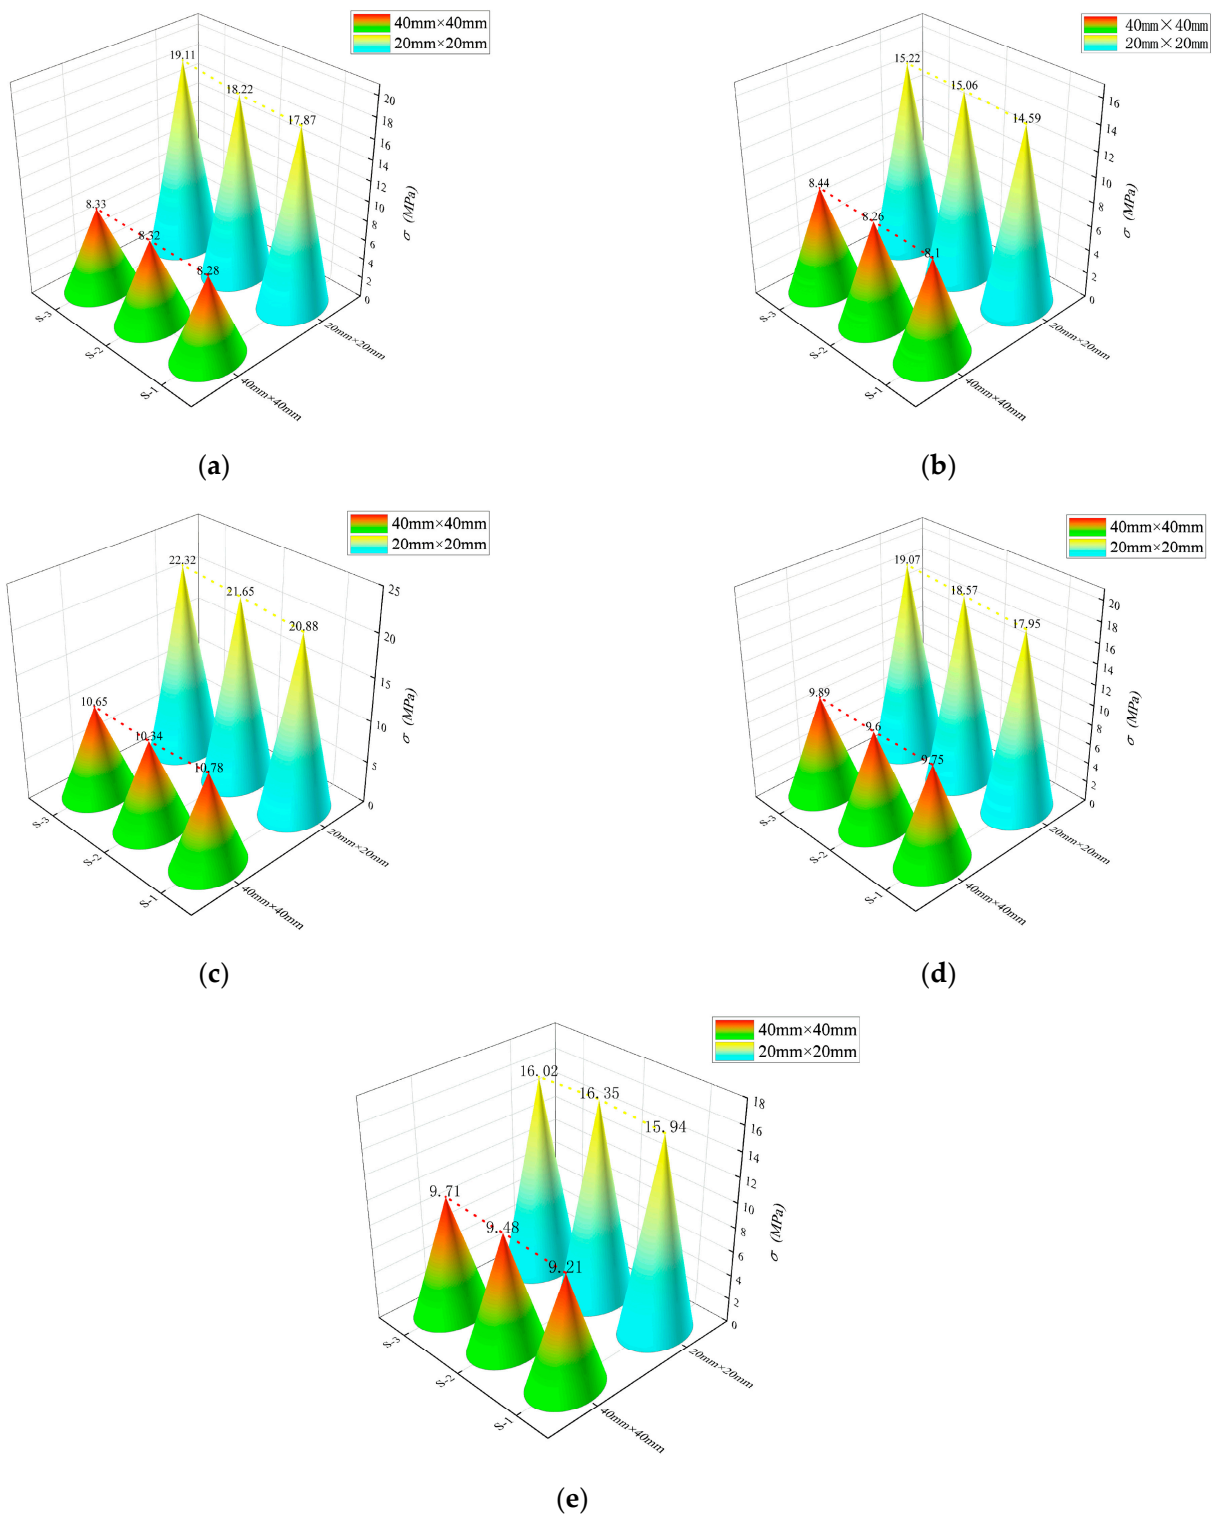 40mm×40mm
20mm×20mm
19.11
18.22
17.87
8.33
8.32
8.28
20
18
16
14
12
10
8
6
4
2
0
σ (MPa)
S-3
S-2
S-1
20mm×20mm
40mm×40mm
(a)
40mm×40mm
20mm×20mm
15.22
15.06
14.59
8.44
8.26
8.1
16
14
12
10
8
6
4
2
0
σ (MPa)
S-3
S-2
S-1
20mm×20mm
40mm×40mm
(b)
40mm×40mm
20mm×20mm
22.32
21.65
20.88
10.65
10.34
10.78
25
20
15
10
5
0
σ (MPa)
S-3
S-2
S-1
20mm×20mm
40mm×40mm
(c)
40mm×40mm
20mm×20mm
19.07
18.57
17.95
9.89
9.6
9.75
20
18
16
14
12
10
8
6
4
2
0
σ (MPa)
S-3
S-2
S-1
20mm×20mm
40mm×40mm
(d)
40mm×40mm
20mm×20mm
16.02
16.35
15.94
9.71
9.48
9.21
18
16
14
12
10
8
6
4
2
0
σ (MPa)
S-3
S-2
S-1
20mm×20mm
40mm×40mm
(e)